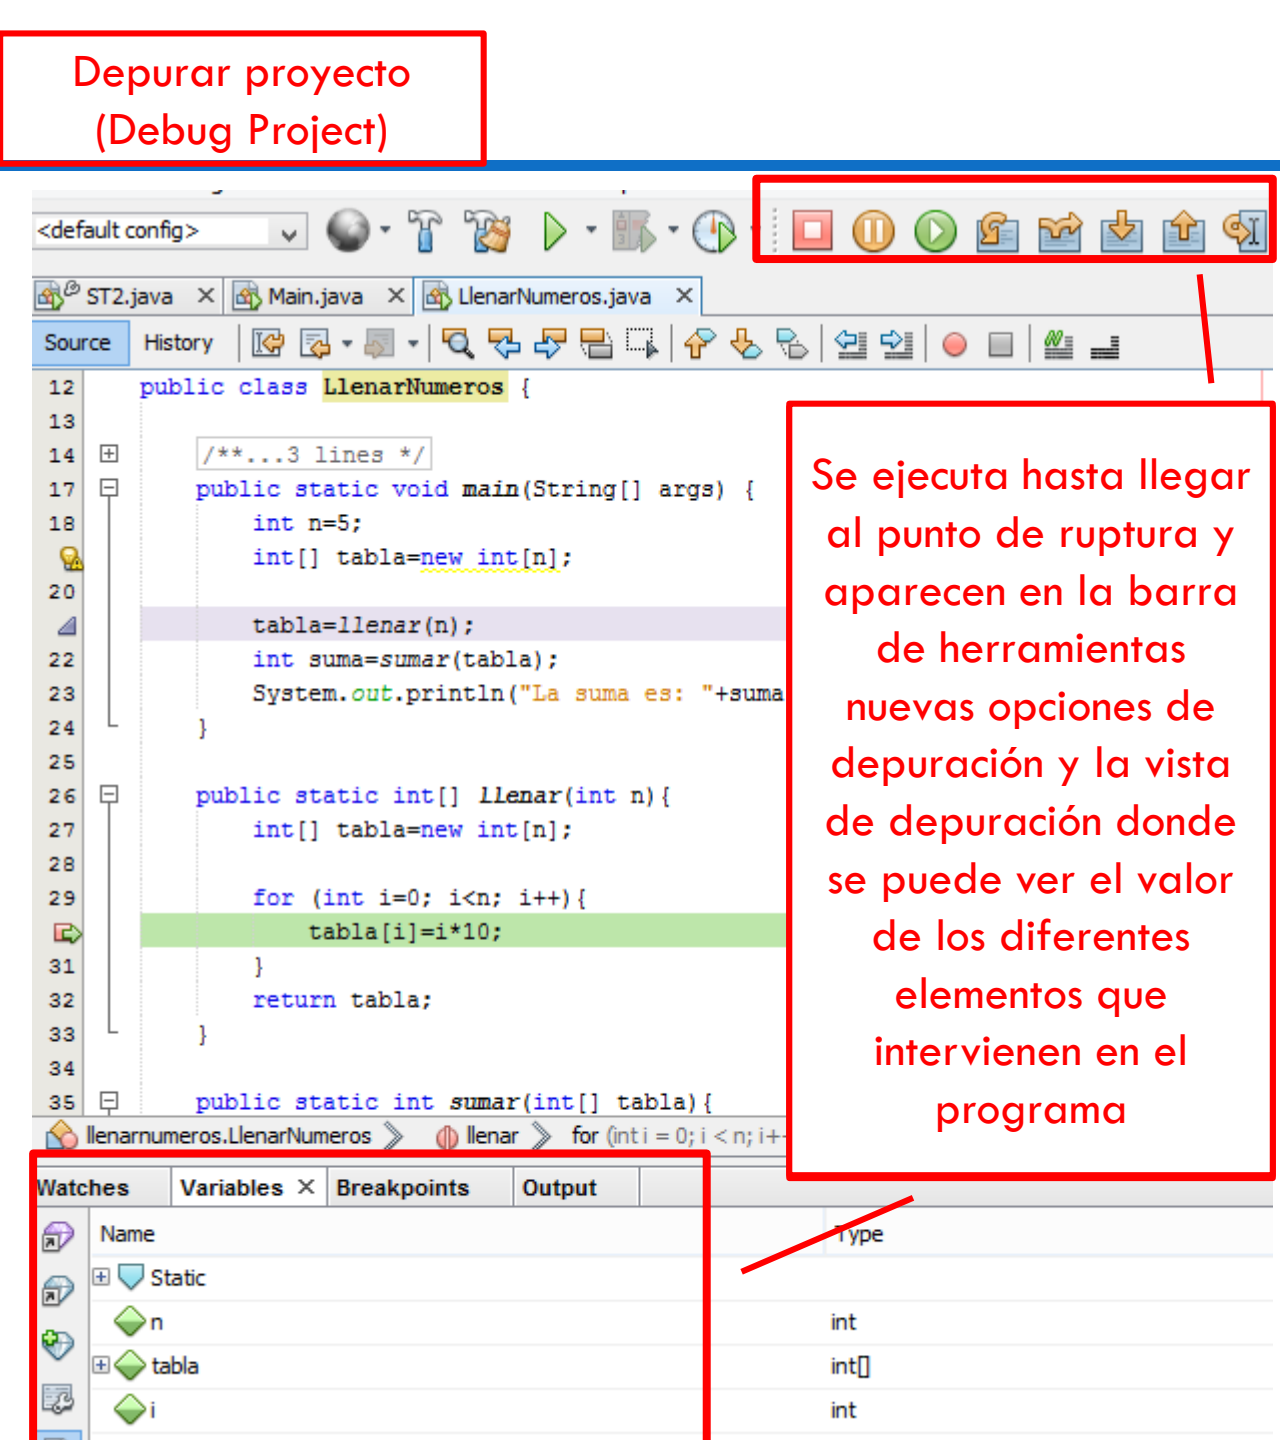 Depurar proyecto
(Debug Project)
<default config>
ST2.java
Main.java
LlenarNumeros.java
Source
History
12 public class LlenarNumeros {
13
14 /**...3 lines */
17 public static void main(String[] args) {
18 int n=5;
int[] tabla=new int[n];
20
tabla=llenar(n);
22 int suma=sumar(tabla);
23 System.out.println("La suma es: "+suma
24 }
25
26 public static int[] llenar(int n){
27 int[] tabla=new int[n];
28
29 for (int i=0; i<n; i++){
tabla[i]=i*10;
31 }
32 return tabla;
33 }
34
35 public static int sumar(int[] tabla){
Se ejecuta hasta llegar
al punto de ruptura y
aparecen en la barra
de herramientas
nuevas opciones de
depuración y la vista
de depuración donde
se puede ver el valor
de los diferentes
elementos que
intervienen en el
programa
llenarnumeros.LlenarNumeros
llenar
for (int i = 0; i < n; i+
Watches
Variables
Breakpoints
Output
Name
Type
Static
n int
tabla int[]
i int